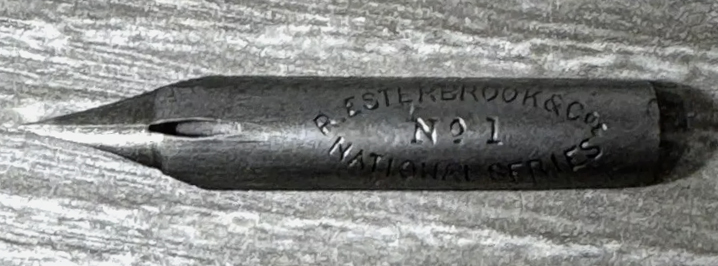 R. ESTERBROOK & Co's
No 1
NATIONAL SERIES